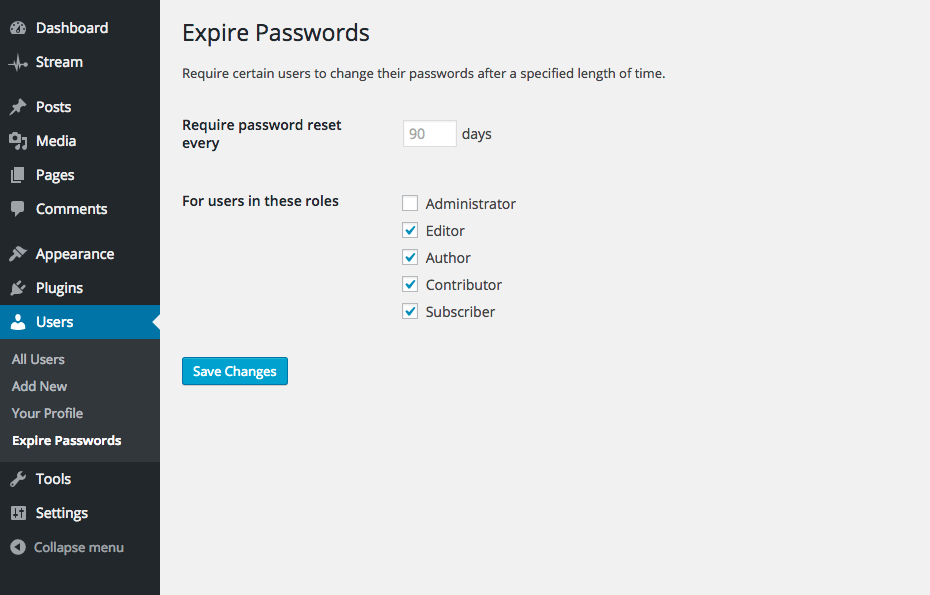 Dashboard
Stream
Posts
Media
Pages
Comments
Appearance
Plugins
Users
All Users
Add New
Your Profile
Expire Passwords
Tools
Settings
Collapse menu
Expire Passwords
Require certain users to change their passwords after a specified length of time.
Require password reset
every
90 days
For users in these roles
Administrator
Editor
Author
Contributor
Subscriber
Save Changes